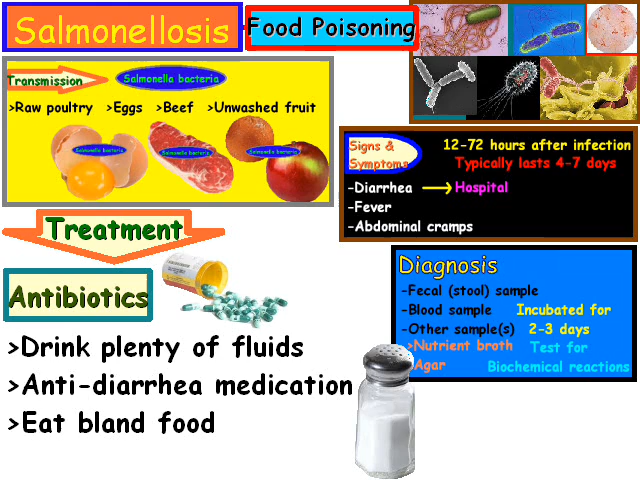 Salmonellosis
Food Poisoning
Transmission
Salmonella bacteria
>Raw poultry >Eggs >Beef >Unwashed fruit
Salmonella bacteria
Salmonella bacteria
Salmonella bacteria
Signs &
Symptoms
12-72 hours after infection
Typically lasts 4-7 days
-Diarrhea
Hospital
-Fever
-Abdominal cramps
Treatment
Antibiotics
>Drink plenty of fluids
>Anti-diarrhea medication
>Eat bland food
Diagnosis
-Fecal (stool) sample
-Blood sample
Incubated for
-Other sample(s)
2-3 days
>Nutrient broth
Test for
Agar
Biochemical reactions